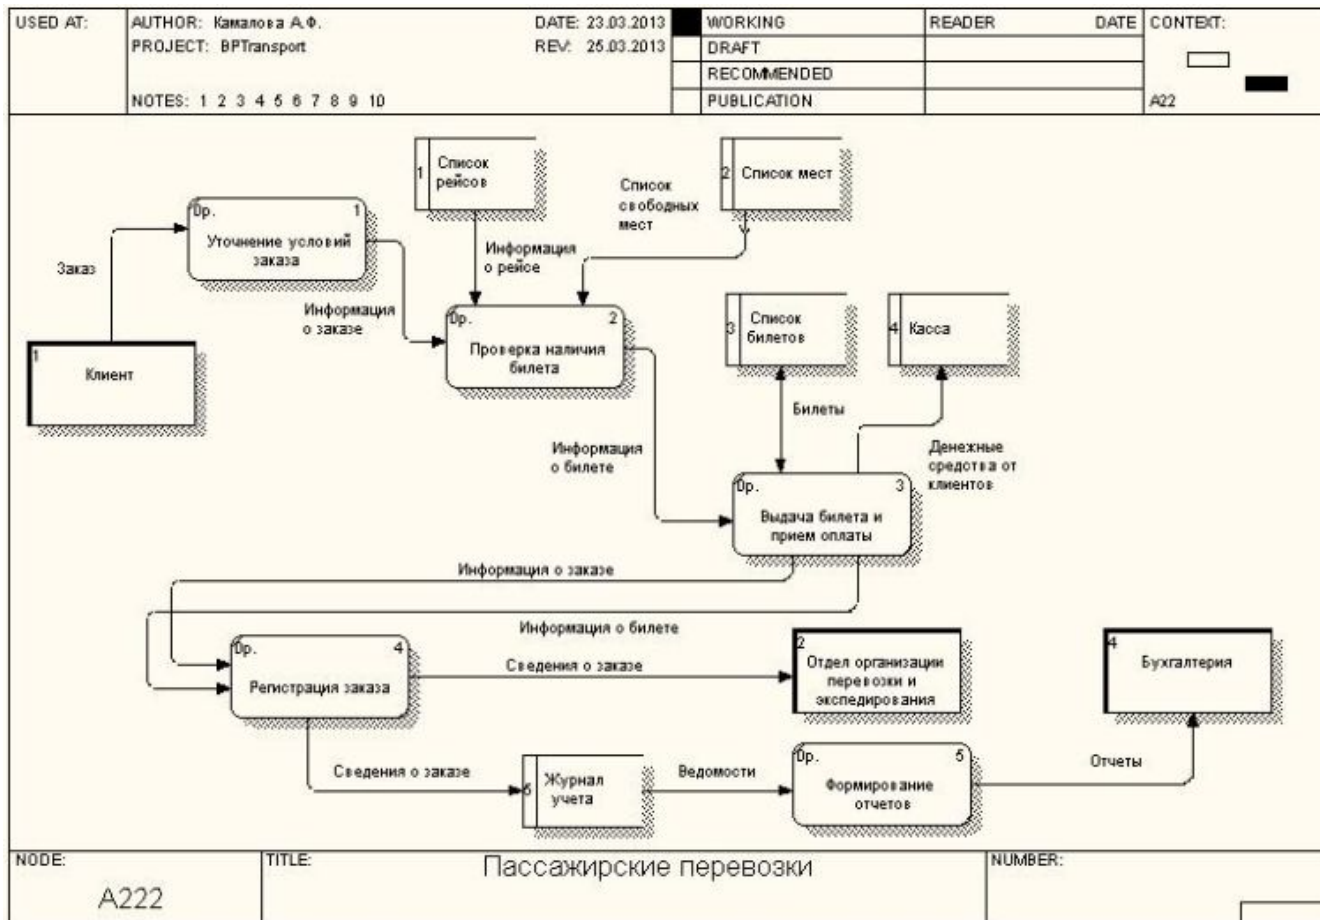 USED AT:
AUTHOR: Камалова А.Ф.
DATE: 23.03.2013
PROJECT: BPTransport
REV: 25.03.2013
NOTES: 1 2 3 4 5 6 7 8 9 10
WORKING
DRAFT
RECOMMENDED
PUBLICATION
READER DATE
CONTEXT:
A22
1
Список
рейсов
2
Список мест
Список
свободных
мест
0р. 1
Уточнение условий
заказа
Заказ
Информация
о рейсе
Информация
о заказе
0р. 2
Проверка наличия
билета
3
Список
билетов
4
Касса
1
Клиент
Билеты
Информация
о билете
Денежные
средства от
клиентов
0р. 3
Выдача билета и
прием оплаты
Информация о заказе
Информация о билете
0р. 4
Регистрация заказа
Сведения о заказе
2
Отдел организации
перевозки и
экспедирования
4
Бухгалтерия
Сведения о заказе
Журнал
учета
Ведомости
0р. 5
Формирование
отчетов
Отчеты
NODE:
A222
TITLE:
Пассажирские перевозки
NUMBER: